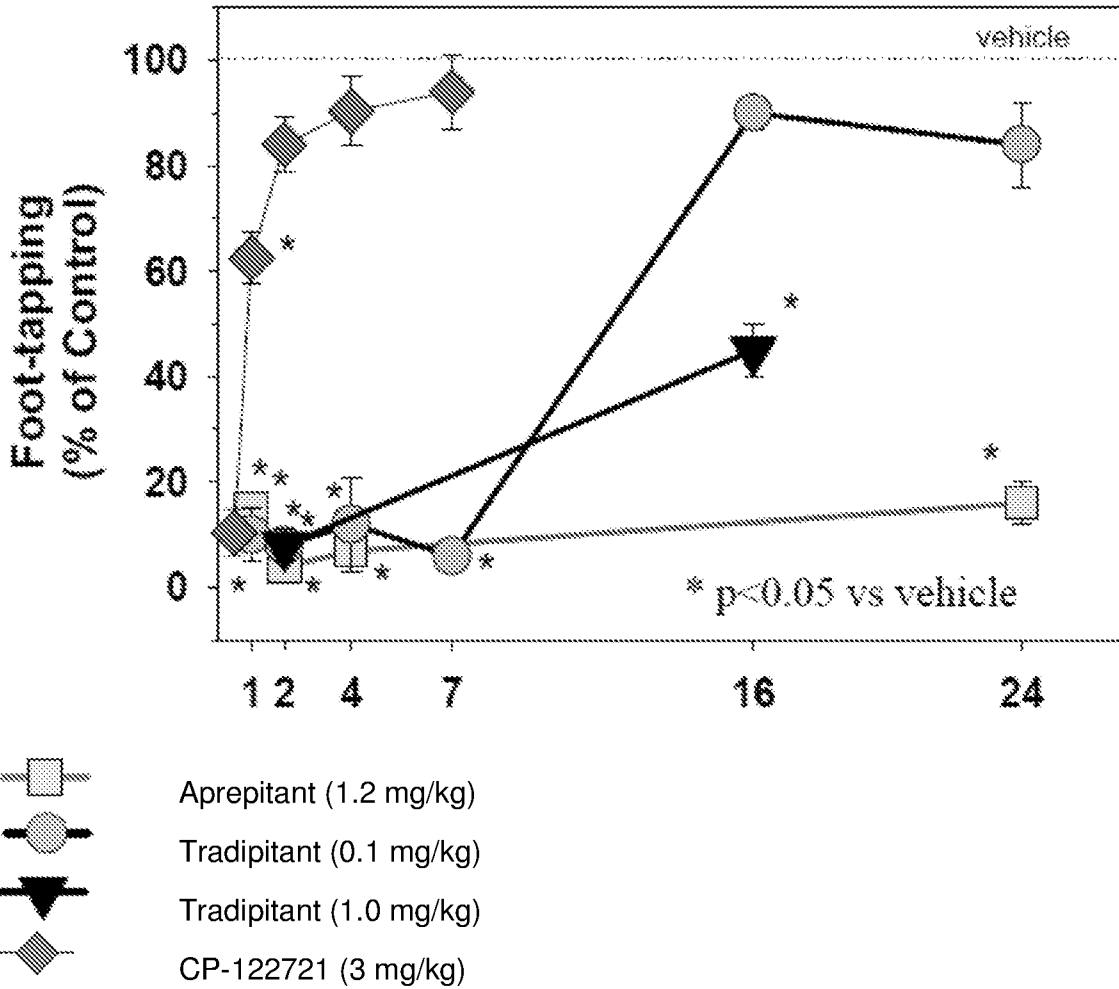 vehicle
100
80
60
40
20
0
Foot-tapping
(% of Control)
*
*
* *
* *
*
*
*
*
*
*
*
* p<0.05 vs vehicle
1 2 4 7 16 24
Aprepitant (1.2 mg/kg)
Tradipitant (0.1 mg/kg)
Tradipitant (1.0 mg/kg)
CP-122721 (3 mg/kg)